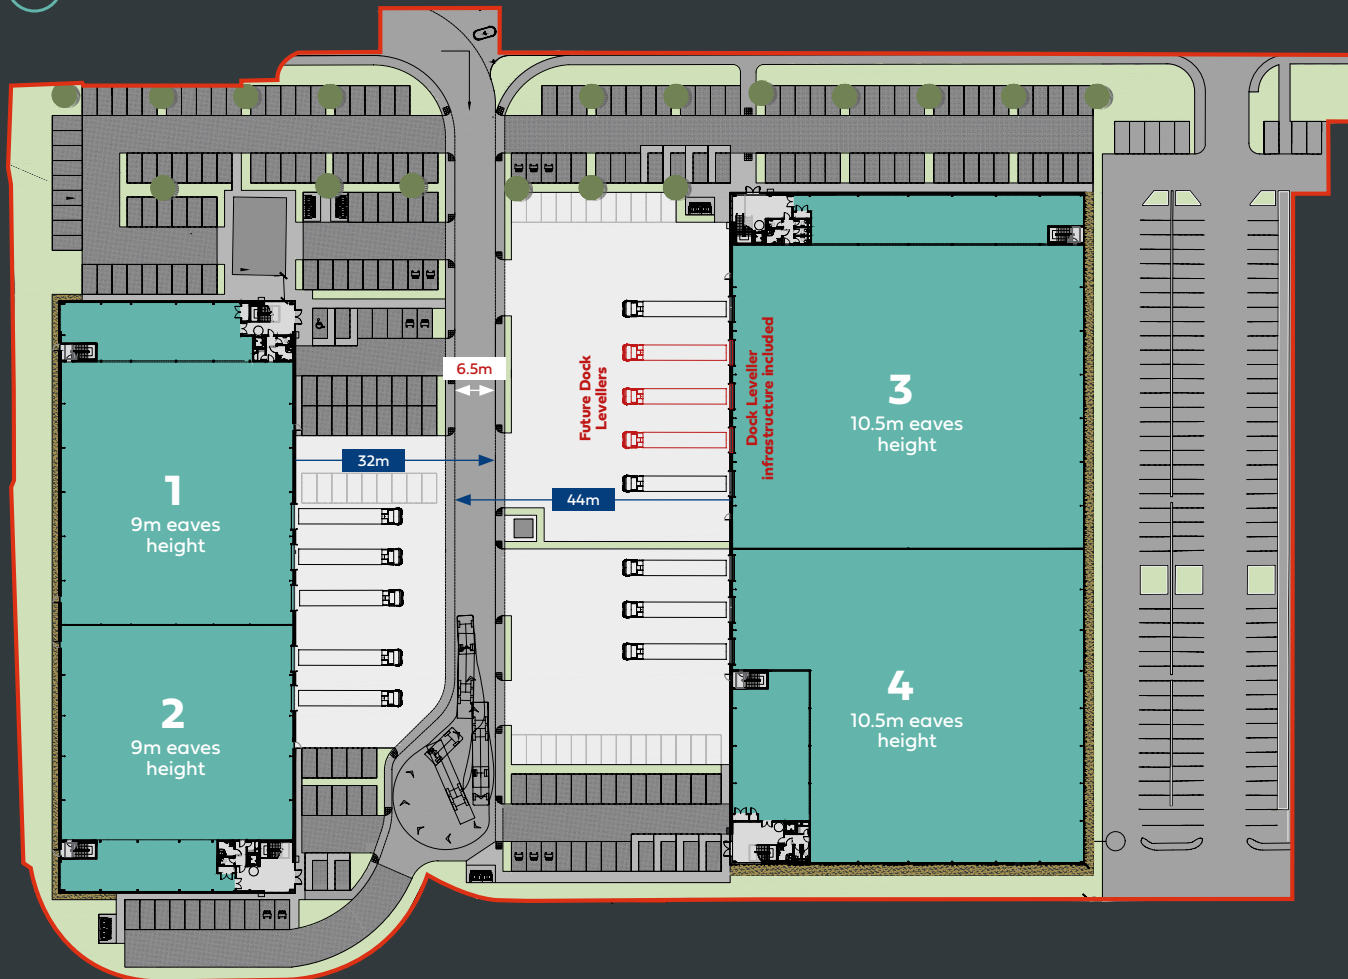 6.5m
Future Dock
Levellers
Dock Leveller
infrastructure included
3
10.5m eaves
height
32m
44m
1
9m eaves
height
4
10.5m eaves
height
2
9m eaves
height